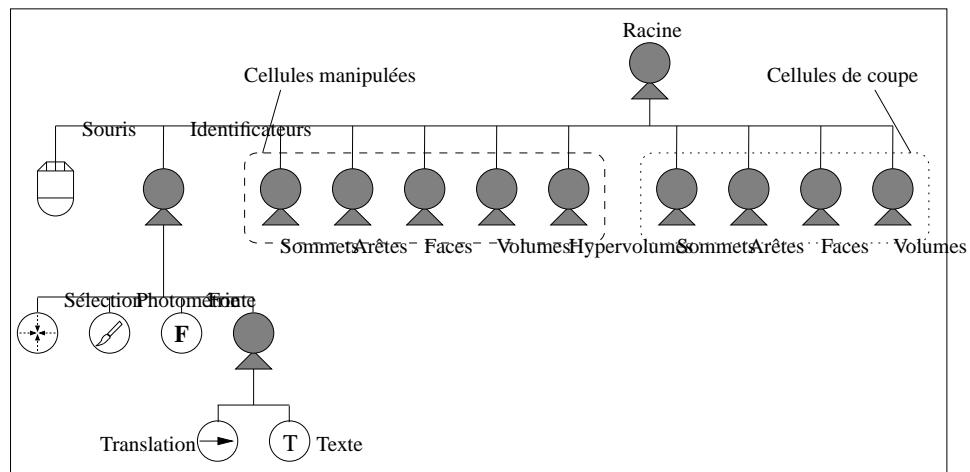 Racine
Cellules manipulées
Cellules de coupe
Souris
Identificateurs
Sommets
Arêtes
Faces
Volumes
Hypervolumes
Sommets
Arêtes
Faces
Volumes
Sélection
Photométrie
Fonte
F
Translation
T
Texte